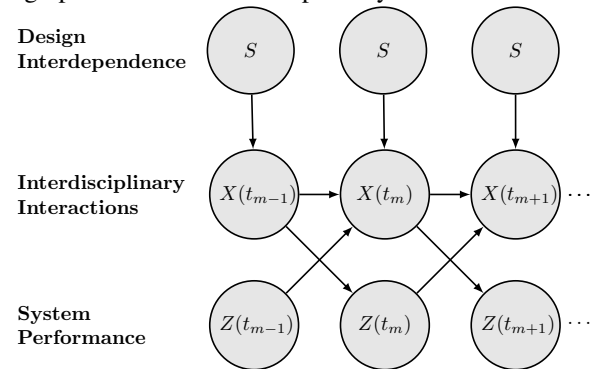 Design
Interdependence
S S S
Interdisciplinary
Interactions
X(t_{m−1}) X(t_m) X(t_{m+1}) ···
System
Performance
Z(t_{m−1}) Z(t_m) Z(t_{m+1}) ···